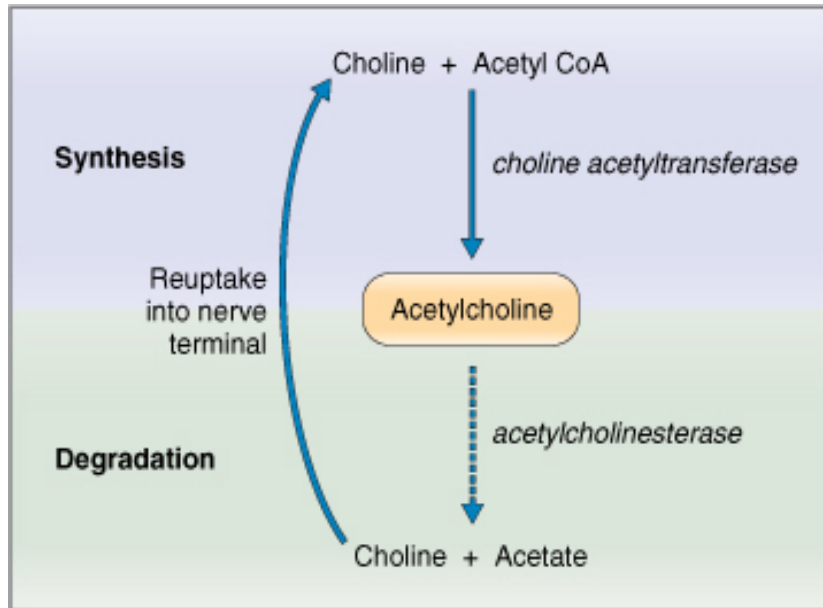 Choline + Acetyl CoA
Synthesis
choline acetyltransferase
Reuptake
into nerve
terminal
Acetylcholine
acetylcholinesterase
Degradation
Choline + Acetate